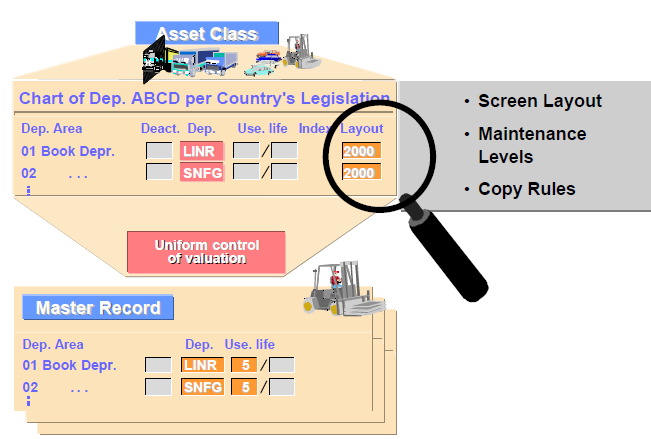 Asset Class
Chart of Dep. ABCD per Country's Legislation
Dep. Area Deact. Dep. Use. life Index Layout
01 Book Depr. LINR / 2000
02 . . . SNFG / 2000
• Screen Layout
• Maintenance
Levels
• Copy Rules
Uniform control
of valuation
Master Record
Dep. Area Dep. Use. life
01 Book Depr. LINR 5 /
02 . . . SNFG 5 /